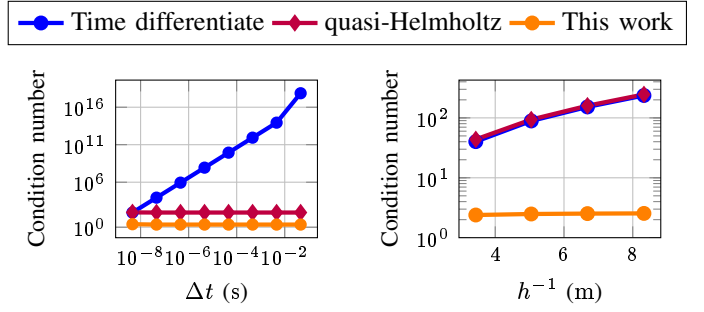 Time differentiate quasi-Helmholtz This work
Condition number
10^16
10^11
10^6
10^0
10^-8 10^-6 10^-4 10^-2
Δt (s)
Condition number
10^2
10^1
10^0
4 6 8
h^-1 (m)